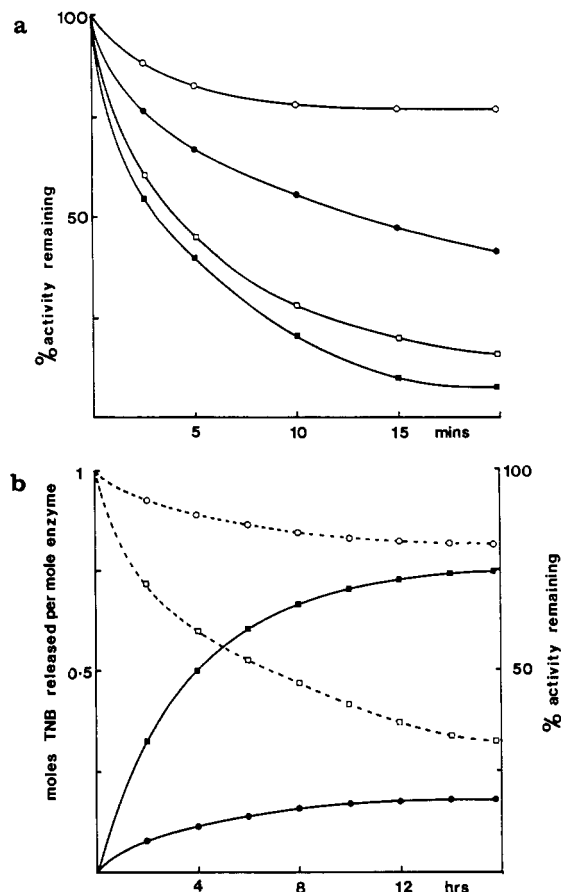 a
100
50
% activity remaining
5
10
15
mins
b
1
0·5
moles TNB released per mole enzyme
100
50
% activity remaining
4
8
12
hrs